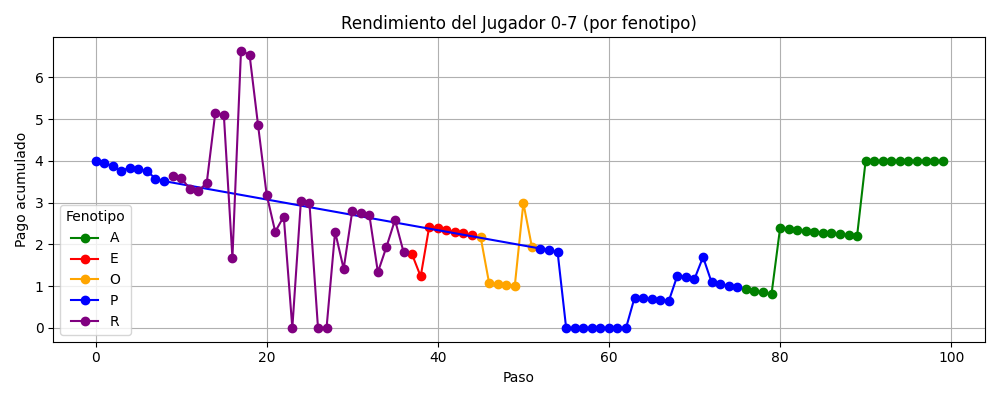 Rendimiento del Jugador 0-7 (por fenotipo)
Pago acumulado
6
5
4
3
2
1
0
Fenotipo
A
E
O
P
R
0 20 40 60 80 100
Paso